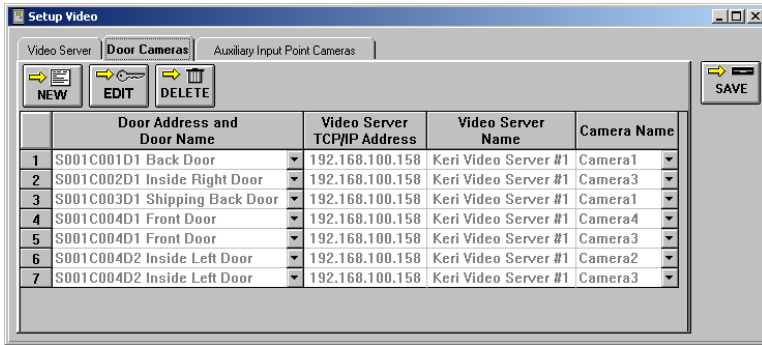 Setup Video
Video Server Door Cameras Auxiliary Input Point Cameras
NEW EDIT DELETE SAVE
Door Address and Door Name Video Server TCP/IP Address Video Server Name Camera Name
1 S001C001D1 Back Door 192.168.100.158 Keri Video Server #1 Camera1
2 S001C002D1 Inside Right Door 192.168.100.158 Keri Video Server #1 Camera3
3 S001C003D1 Shipping Back Door 192.168.100.158 Keri Video Server #1 Camera1
4 S001C004D1 Front Door 192.168.100.158 Keri Video Server #1 Camera4
5 S001C004D1 Front Door 192.168.100.158 Keri Video Server #1 Camera3
6 S001C004D2 Inside Left Door 192.168.100.158 Keri Video Server #1 Camera2
7 S001C004D2 Inside Left Door 192.168.100.158 Keri Video Server #1 Camera3